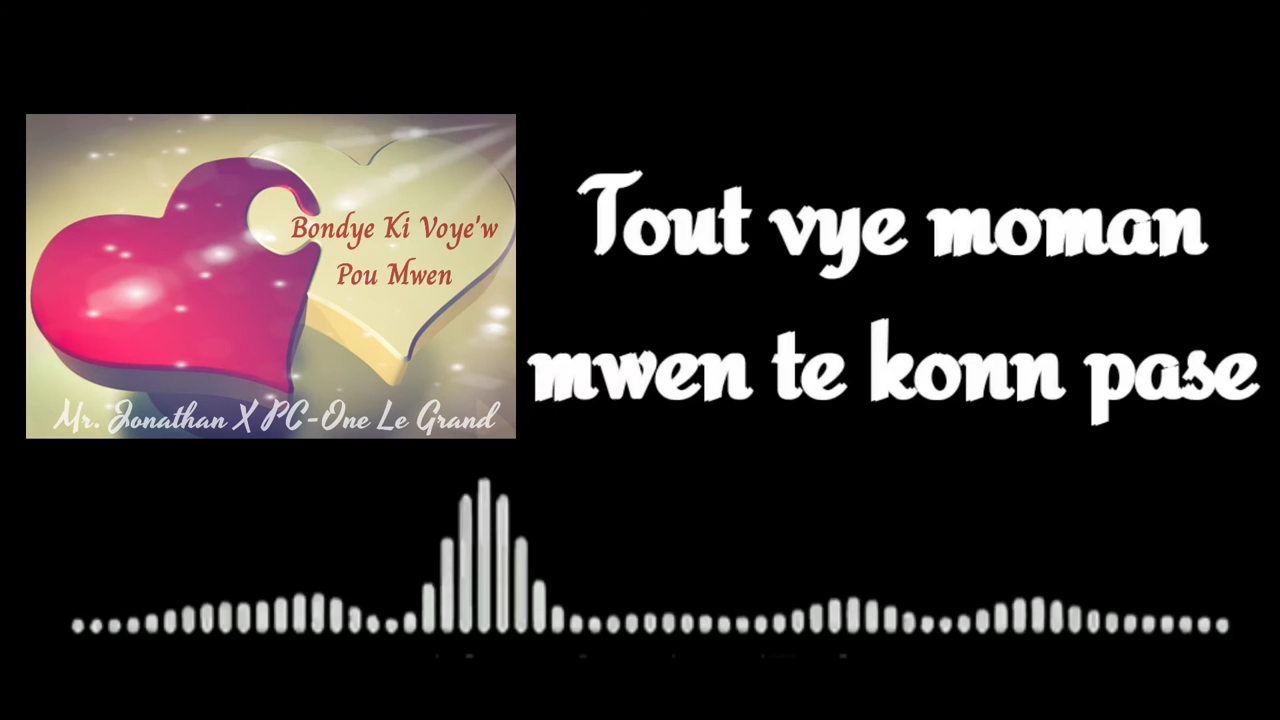 Bondye Ki Voye'w
Pou Mwen
Mr. Jonathan X PC-One Le Grand
Tout vye moman
mwen te konn pase